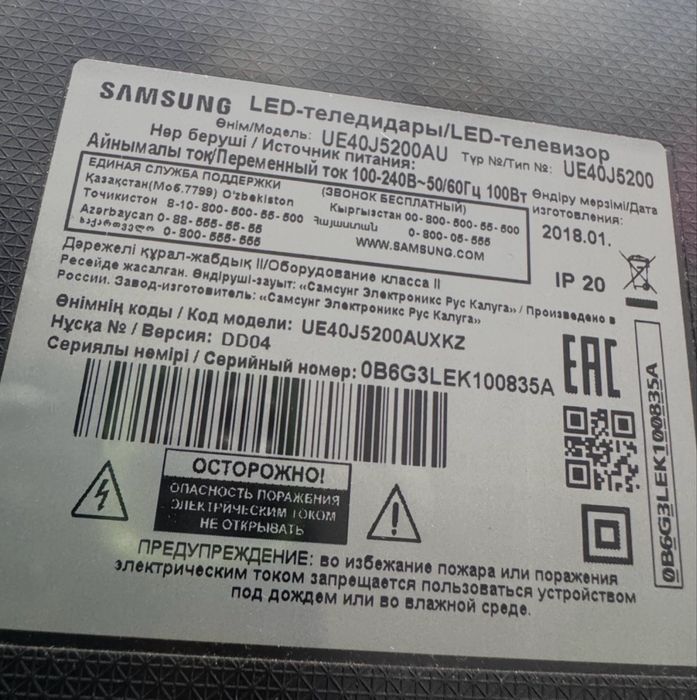 SAMSUNG LED-теледидары/LED-телевизор
Өнім/Модель: UE40J5200AU Түр №/Тип №: UE40J5200
Нәр беруші / Источник питания:
Айнымалы тоқ/Переменный ток 100-240В~50/60Гц 100Вт
Өндіру мерзімі/Дата изготовления:
2018.01.
ЕДИНАЯ СЛУЖБА ПОДДЕРЖКИ (ЗВОНОК БЕСПЛАТНЫЙ)
Қазақстан(Моб.7799) O'zbekiston Кыргызстан 00-800-500-55-500
Тоҷикистон 8-10-800-500-55-500 Հայաստան 0-800-05-555
Azərbaycan 0-88-555-55-55 WWW.SAMSUNG.COM
საქართველო 0-800-555-555
IP 20
Дәрежелі құрал-жабдық II/Оборудование класса II
Ресейде жасалған. Өндіруші-зауыт: «Самсунг Электроникс Рус Калуга» / Произведено в
России. Завод-изготовитель: «Самсунг Электроникс Рус Калуга»
Өнімнің коды / Код модели: UE40J5200AUXKZ
Нұсқа № / Версия: DD04
Сериялы немірі / Серийный номер: 0B6G3LEK100835A
EAC
0B6G3LEK100835A
ОСТОРОЖНО!
ОПАСНОСТЬ ПОРАЖЕНИЯ
ЭЛЕКТРИЧЕСКИМ ТОКОМ
НЕ ОТКРЫВАТЬ
ПРЕДУПРЕЖДЕНИЕ: во избежание пожара или поражения
электрическим током запрещается пользоваться устройством
под дождем или во влажной среде.